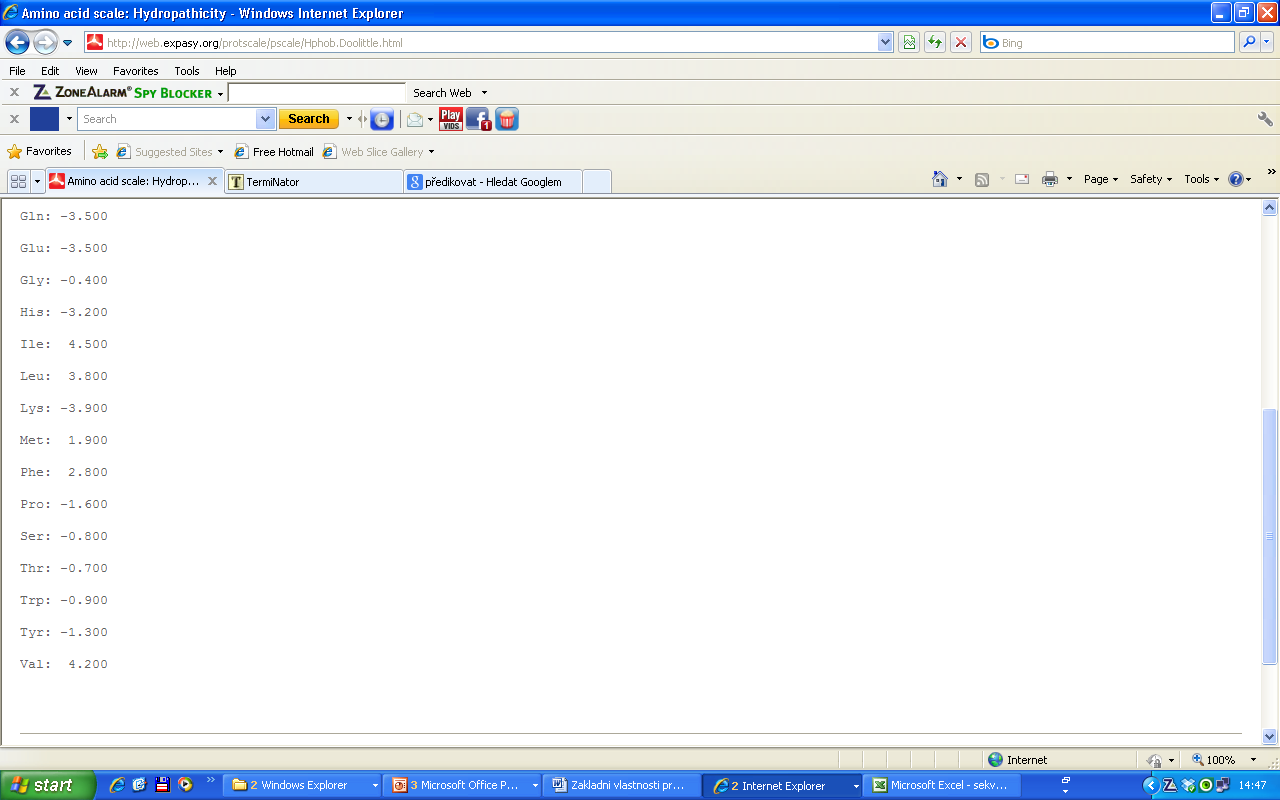 Amino acid scale: Hydropathicity - Windows Internet Explorer
http://web.expasy.org/protscale/pscale/Hphob.Doolittle.html
Bing
File Edit View Favorites Tools Help
ZONEALARM® SPY BLOCKER Search Web
Search Search Play VIDS f 1
Favorites Suggested Sites Free Hotmail Web Slice Gallery
Amino acid scale: Hydrop... TermiNator předikovat - Hledat Googlem Page Safety Tools »
Gln: -3.500
Glu: -3.500
Gly: -0.400
His: -3.200
Ile: 4.500
Leu: 3.800
Lys: -3.900
Met: 1.900
Phe: 2.800
Pro: -1.600
Ser: -0.800
Thr: -0.700
Trp: -0.900
Tyr: -1.300
Val: 4.200
Internet 100%
start » 2 Windows Explorer 3 Microsoft Office P... Zakladni vlastnosti pr... 2 Internet Explorer Microsoft Excel - sekv... 14:47